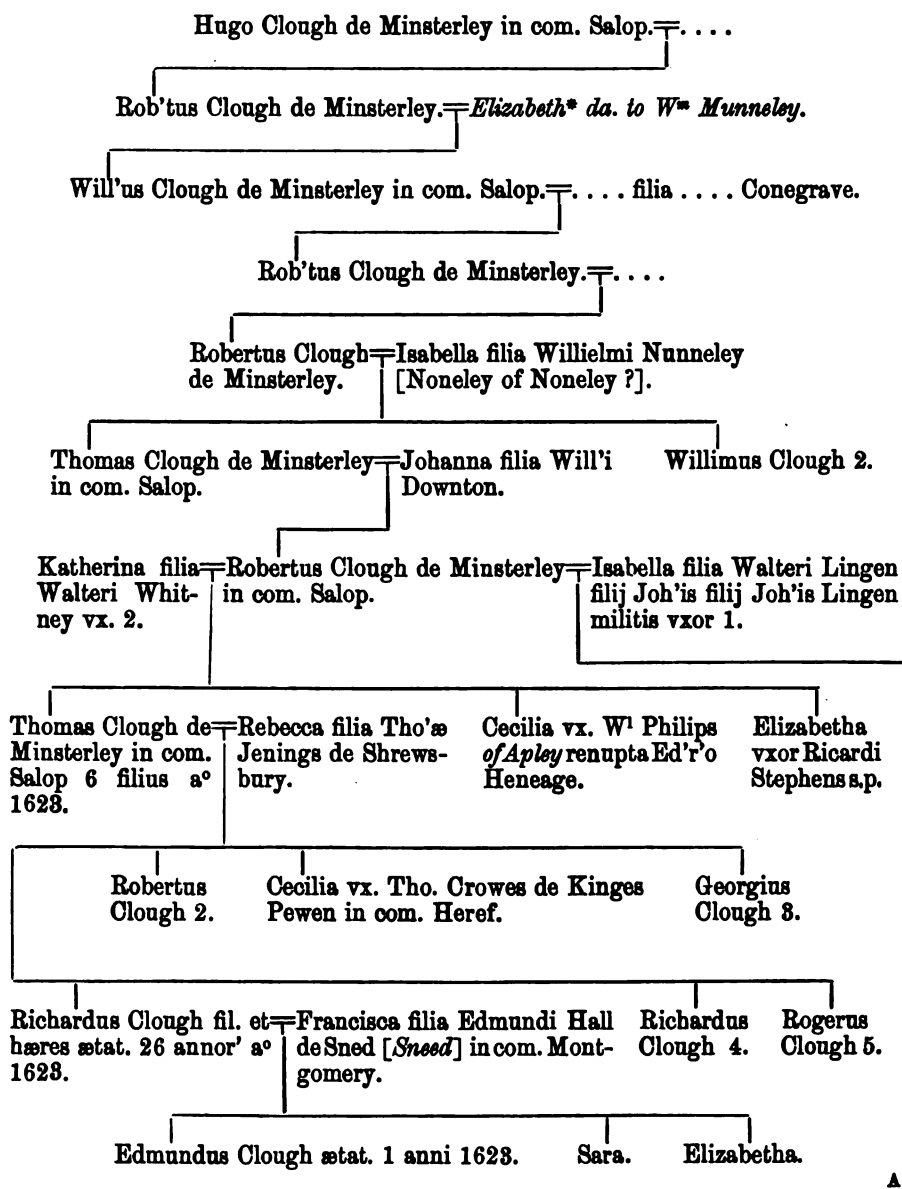 Hugo Clough de Minsterley in com. Salop.=. . . .
Rob'tus Clough de Minsterley.=Elizabeth* da. to Wm Munneley.
Will'us Clough de Minsterley in com. Salop.=. . . . filia . . . . Conegrave.
Rob'tus Clough de Minsterley.=. . . .
Robertus Clough=Isabella filia Willielmi Nunneley
de Minsterley. [Noneley of Noneley ?].
Thomas Clough de Minsterley=Johanna filia Will'i Willimus Clough 2.
in com. Salop. Downton.
Katherina filia=Robertus Clough de Minsterley=Isabella filia Walteri Lingen
Walteri Whit- in com. Salop. filij Joh'is filij Joh'is Lingen
ney vx. 2. militis vxor 1.
Thomas Clough de=Rebecca filia Tho'æ Cecilia vx. Wl Philips Elizabetha
Minsterley in com. Jenings de Shrews- of Apley renupta Ed'r'o vxor Ricardi
Salop 6 filius ao bury. Heneage. Stephens s.p.
1623.
Robertus Cecilia vx. Tho. Crowes de Kinges Georgius
Clough 2. Pewen in com. Heref. Clough 3.
Richardus Clough fil. et=Francisca filia Edmundi Hall Richardus Rogerus
hæres ætat. 26 annor' ao de Sned [Sneed] in com. Mont- Clough 4. Clough 5.
1623. gomery.
Edmundus Clough ætat. 1 anni 1623. Sara. Elizabetha.
A